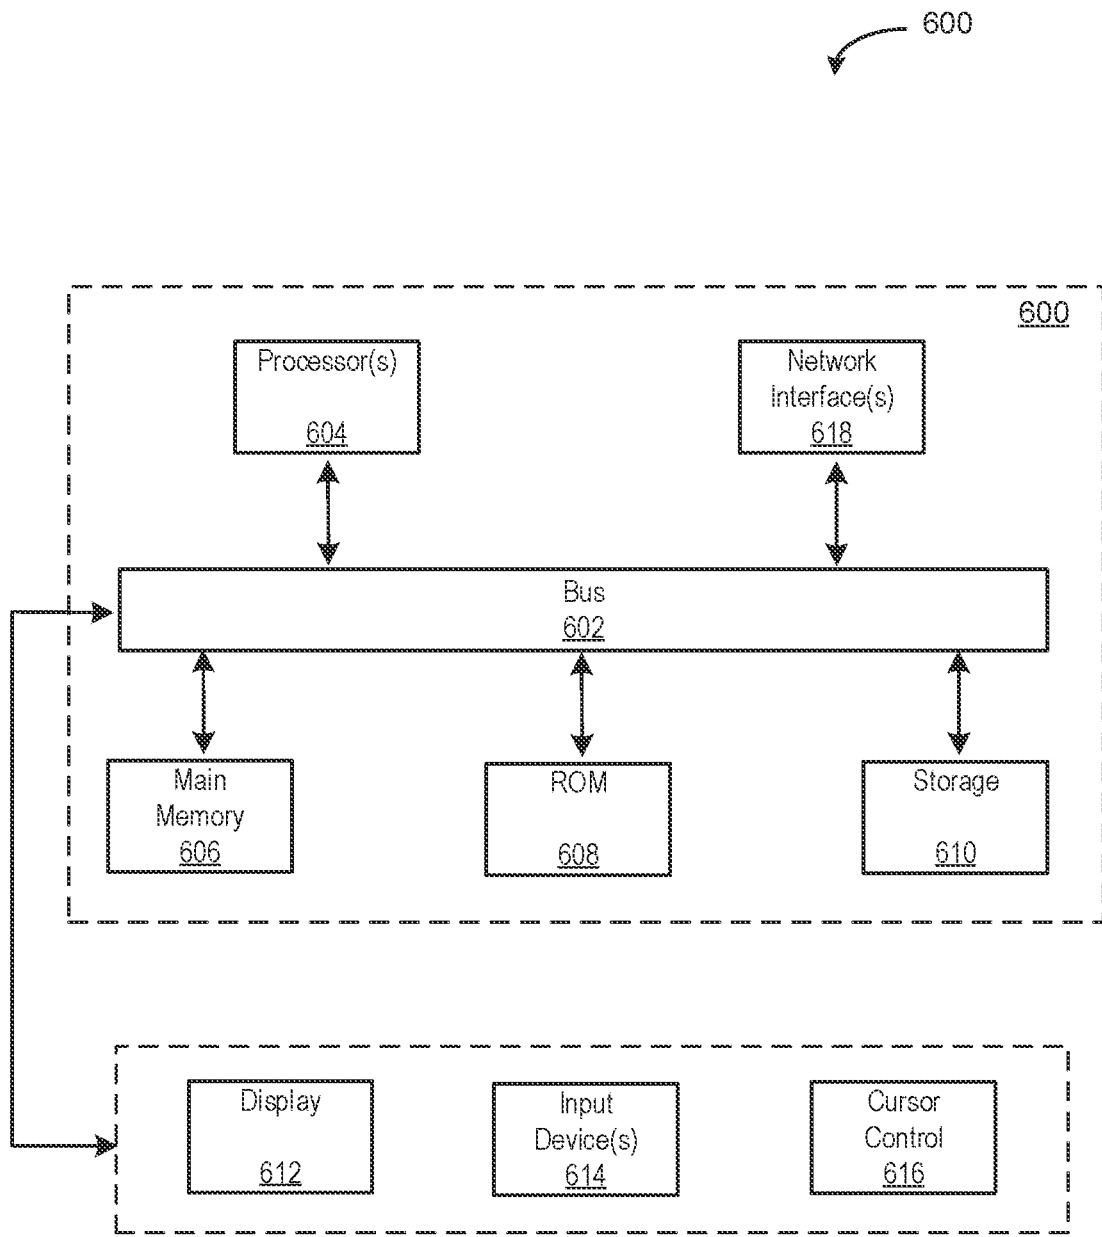 600
600
Processor(s)
604
Network
Interface(s)
618
Bus
602
Main
Memory
606
ROM
608
Storage
610
Display
612
Input
Device(s)
614
Cursor
Control
616